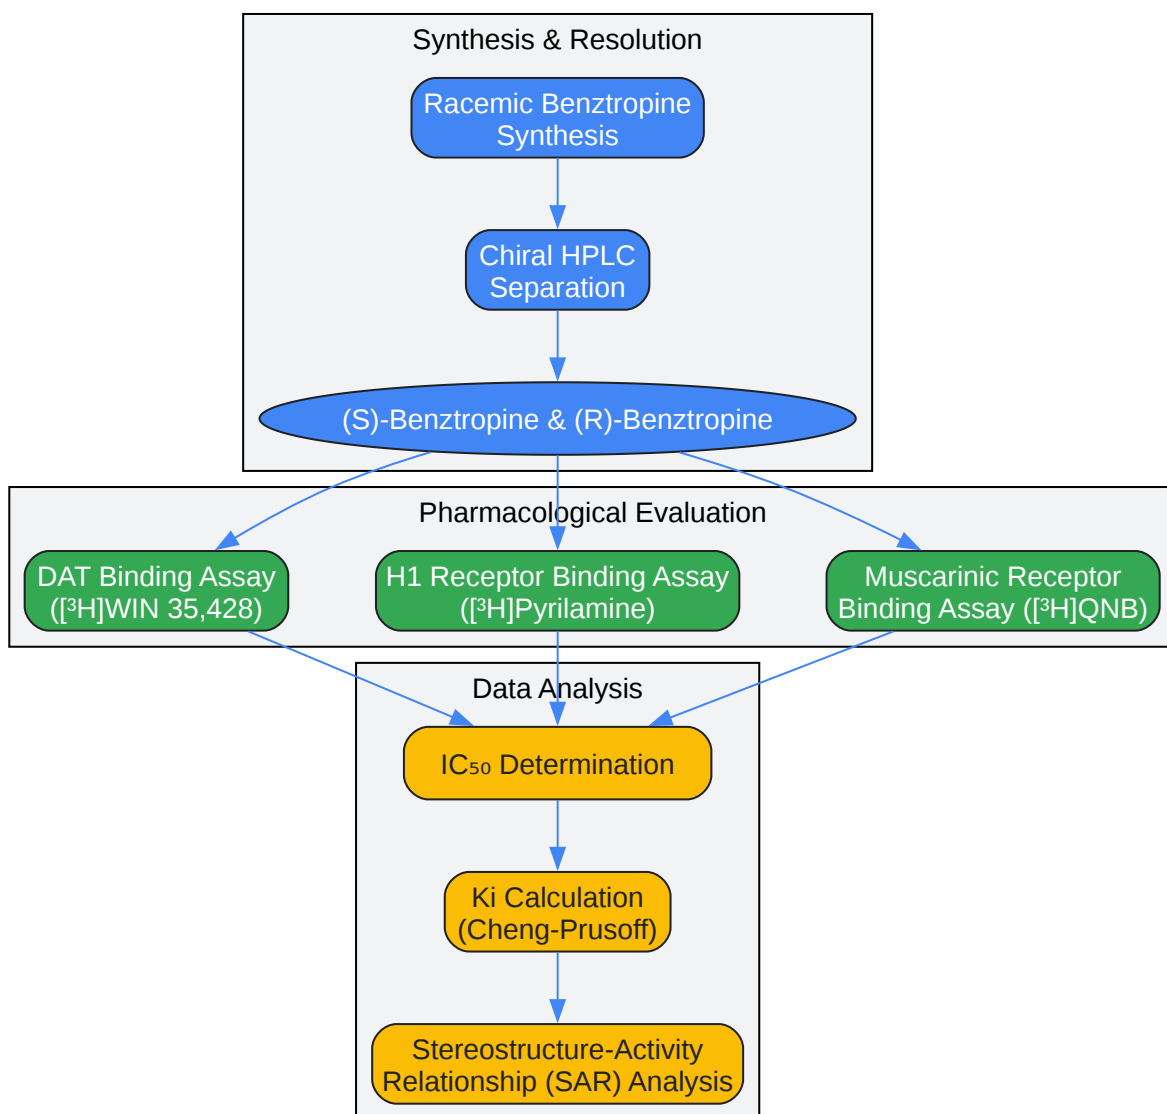 Synthesis & Resolution
Racemic Benztropine
Synthesis
Chiral HPLC
Separation
(S)-Benztropine & (R)-Benztropine
Pharmacological Evaluation
DAT Binding Assay
([³H]WIN 35,428)
H1 Receptor Binding Assay
([³H]Pyrilamine)
Muscarinic Receptor
Binding Assay ([³H]QNB)
Data Analysis
IC₅₀ Determination
Ki Calculation
(Cheng-Prusoff)
Stereostructure-Activity
Relationship (SAR) Analysis